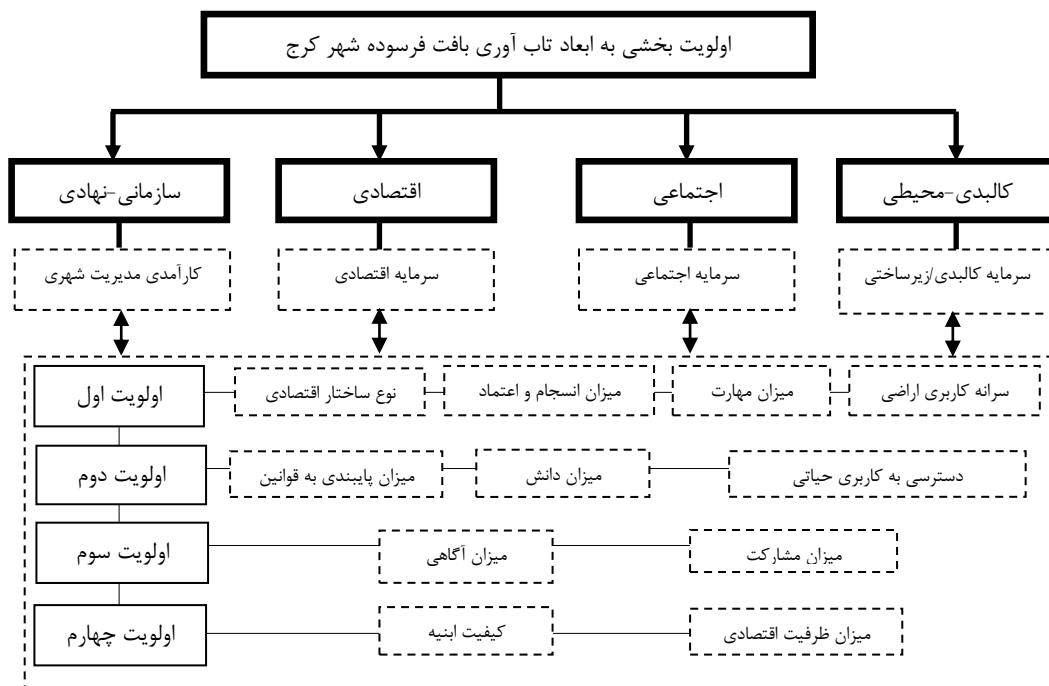 اولویت بخشی به ابعاد تاب آوری بافت فرسوده شهر کرج
کالبدی-محیطی
اجتماعی
اقتصادی
سازمانی-نهادی
سرمایه کالبدی/زیرساختی
سرمایه اجتماعی
سرمایه اقتصادی
کارآمدی مدیریت شهری
سرانه کاربری اراضی
میزان مهارت
میزان انسجام و اعتماد
نوع ساختار اقتصادی
اولویت اول
دسترسی به کاربری حیاتی
میزان دانش
میزان پایبندی به قوانین
اولویت دوم
میزان مشارکت
میزان آگاهی
اولویت سوم
میزان ظرفیت اقتصادی
کیفیت ابنیه
اولویت چهارم